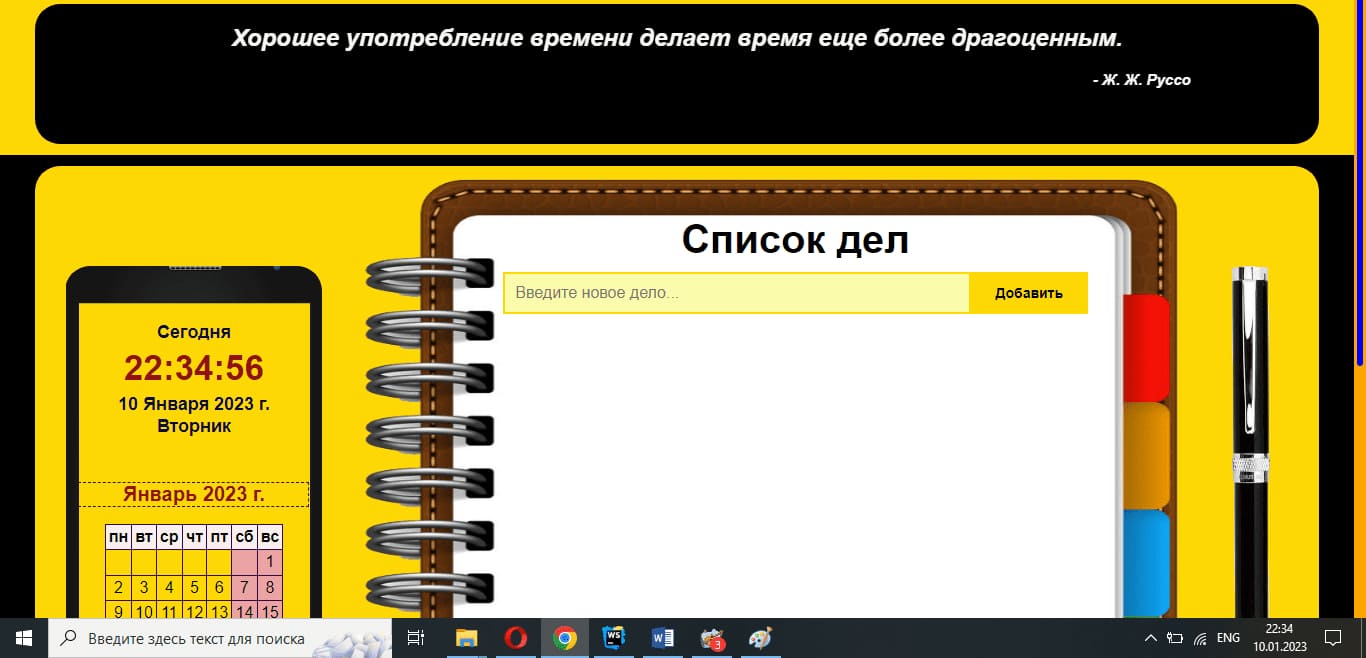 Хорошее употребление времени делает время еще более драгоценным.
- Ж. Ж. Руссо
Список дел
Введите новое дело...
Добавить
Сегодня
22:34:56
10 Января 2023 г.
Вторник
Январь 2023 г.
пн вт ср чт пт сб вс
1
2 3 4 5 6 7 8
9 10 11 12 13 14 15
Введите здесь текст для поиска
WS
W
3
ENG
22:34
10.01.2023